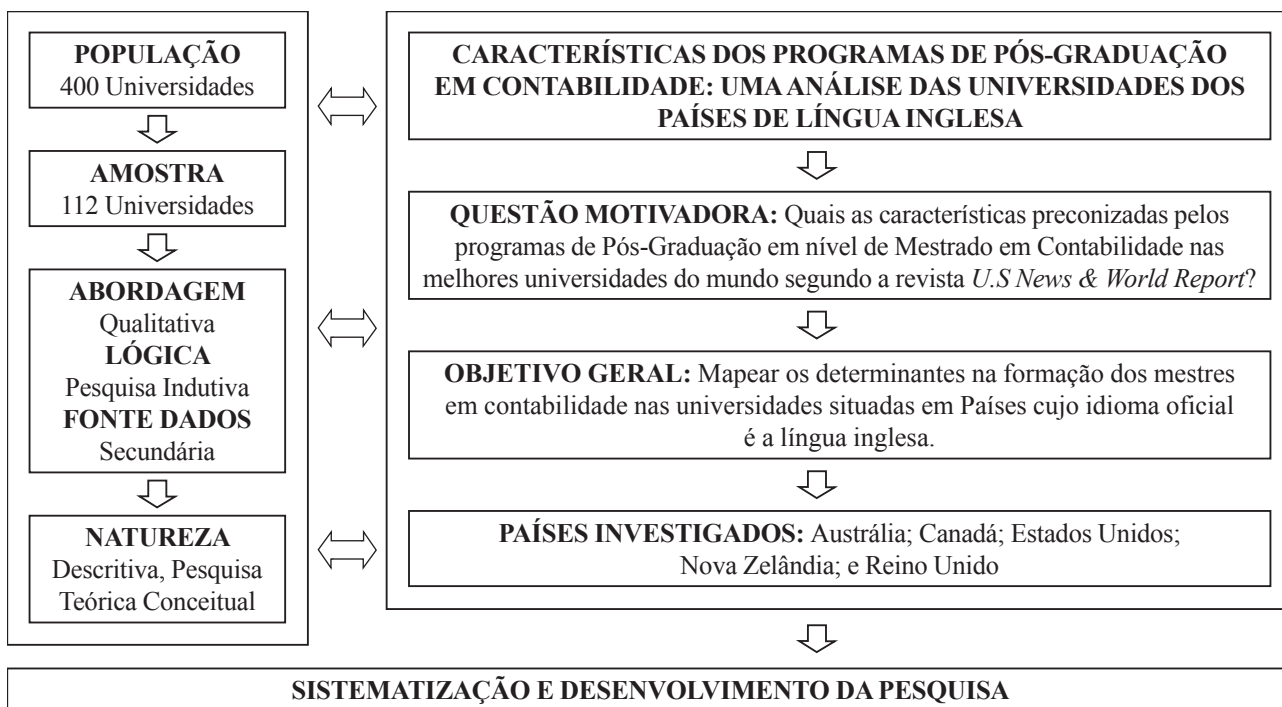 POPULAÇÃO
400 Universidades
AMOSTRA
112 Universidades
ABORDAGEM
Qualitativa
LÓGICA
Pesquisa Indutiva
FONTE DADOS
Secundária
NATUREZA
Descritiva, Pesquisa
Teórica Conceitual
CARACTERÍSTICAS DOS PROGRAMAS DE PÓS-GRADUAÇÃO
EM CONTABILIDADE: UMA ANÁLISE DAS UNIVERSIDADES DOS
PAÍSES DE LÍNGUA INGLESA
QUESTÃO MOTIVADORA: Quais as características preconizadas pelos
programas de Pós-Graduação em nível de Mestrado em Contabilidade nas
melhores universidades do mundo segundo a revista U.S News & World Report?
OBJETIVO GERAL: Mapear os determinantes na formação dos mestres
em contabilidade nas universidades situadas em Países cujo idioma oficial
é a língua inglesa.
PAÍSES INVESTIGADOS: Austrália; Canadá; Estados Unidos;
Nova Zelândia; e Reino Unido
SISTEMATIZAÇÃO E DESENVOLVIMENTO DA PESQUISA